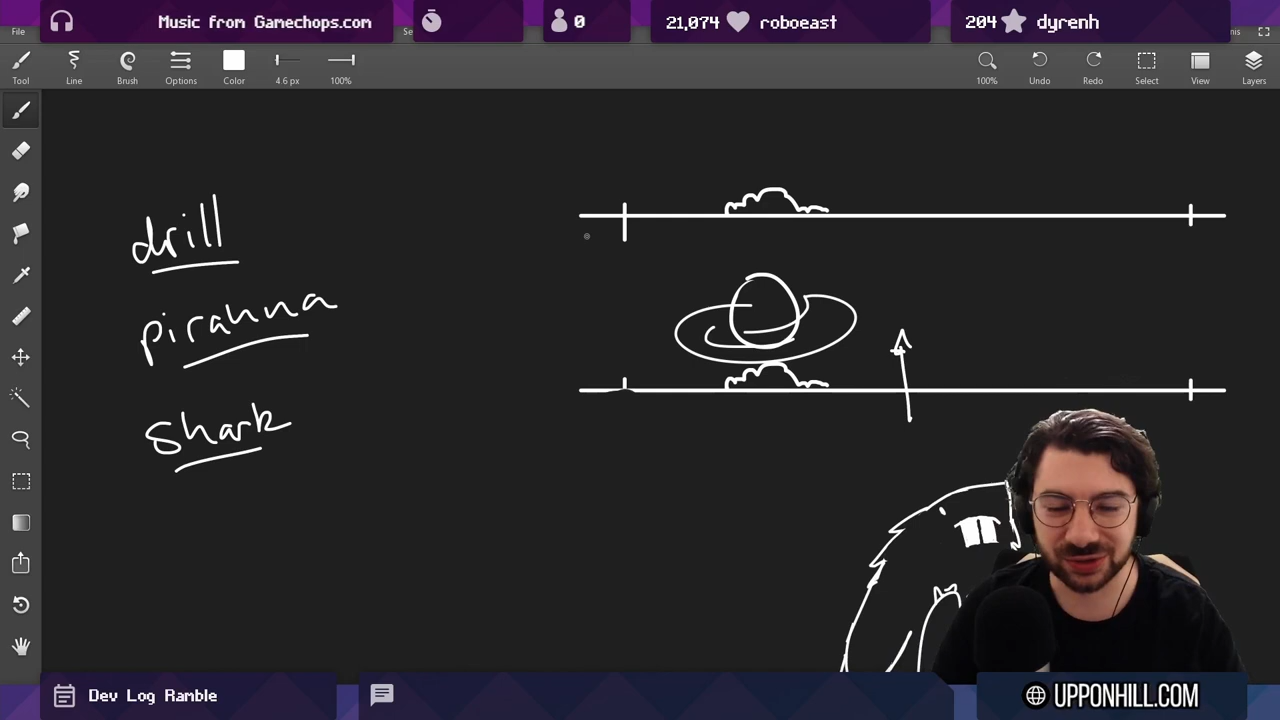 Music from Gamechops.com
0
21,074 roboeast
204 dyrenh
File
Tool
Line
Brush
Options
Color
4.6 px
100%
100%
Undo
Redo
Select
View
Layers
drill
pirahna
shark
Dev Log Ramble
UPPONHILL.COM